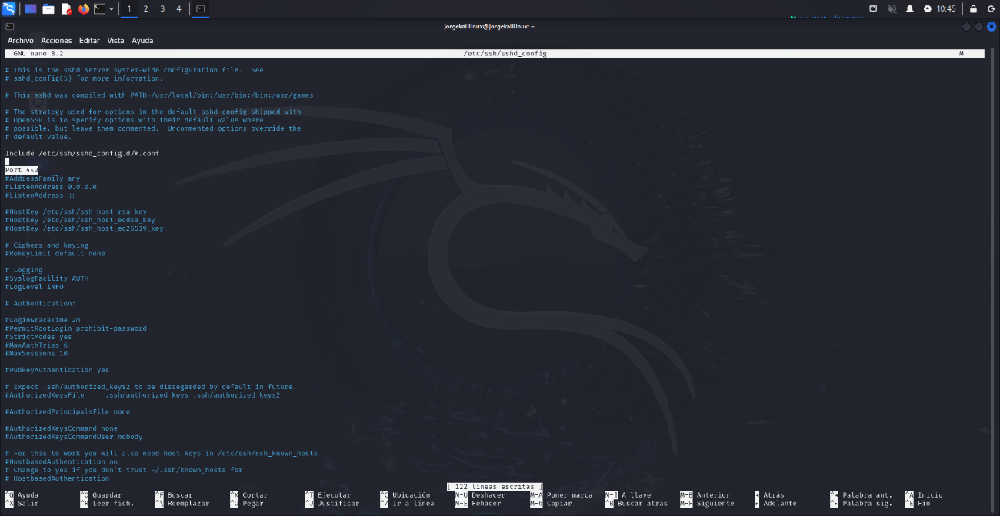 1 2 3 4 10:45
jorgekalilinux@jorgekalilinux: ~
Archivo Acciones Editar Vista Ayuda
GNU nano 8.2 /etc/ssh/sshd_config M
# This is the sshd server system-wide configuration file.  See
# sshd_config(5) for more information.
# This sshd was compiled with PATH=/usr/local/bin:/usr/bin:/bin:/usr/games
# The strategy used for options in the default sshd_config shipped with
# OpenSSH is to specify options with their default value where
# possible, but leave them commented.  Uncommented options override the
# default value.
Include /etc/ssh/sshd_config.d/*.conf
Port 443
#AddressFamily any
#ListenAddress 0.0.0.0
#ListenAddress ::
#HostKey /etc/ssh/ssh_host_rsa_key
#HostKey /etc/ssh/ssh_host_ecdsa_key
#HostKey /etc/ssh/ssh_host_ed25519_key
# Ciphers and keying
#RekeyLimit default none
# Logging
#SyslogFacility AUTH
#LogLevel INFO
# Authentication:
#LoginGraceTime 2m
#PermitRootLogin prohibit-password
#StrictModes yes
#MaxAuthTries 6
#MaxSessions 10
#PubkeyAuthentication yes
# Expect .ssh/authorized_keys2 to be disregarded by default in future.
#AuthorizedKeysFile     .ssh/authorized_keys .ssh/authorized_keys2
#AuthorizedPrincipalsFile none
#AuthorizedKeysCommand none
#AuthorizedKeysCommandUser nobody
# For this to work you will also need host keys in /etc/ssh/ssh_known_hosts
#HostbasedAuthentication no
# Change to yes if you don't trust ~/.ssh/known_hosts for
# HostbasedAuthentication
[ 122 líneas escritas ]
^G Ayuda ^O Guardar ^F Buscar ^K Cortar ^T Ejecutar ^C Ubicación M-U Deshacer M-A Poner marca M-] A llave M-B Anterior ◂ Atrás ^◂ Palabra ant. ^A Inicio
^X Salir ^R Leer fich. ^\ Reemplazar ^U Pegar ^J Justificar ^/ Ir a línea M-E Rehacer M-6 Copiar ^B Buscar atrás M-F Siguiente ▸ Adelante ^▸ Palabra sig. ^E Fin